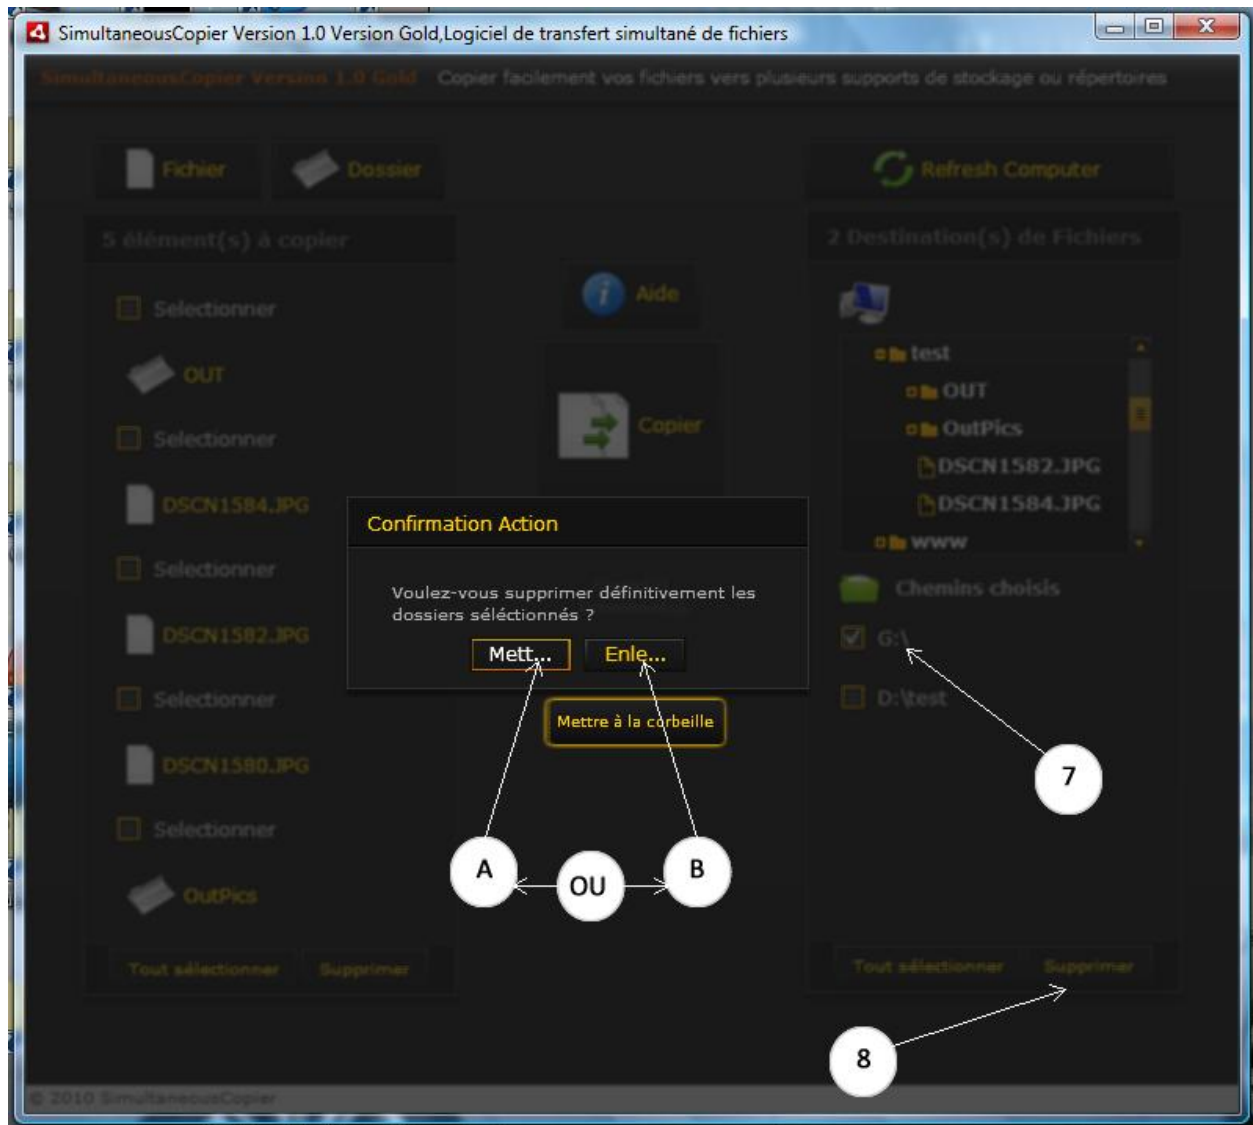 SimultaneousCopier Version 1.0 Version Gold,Logiciel de transfert simultané de fichiers
SimultaneousCopier Version 1.0 Gold Copier facilement vos fichiers vers plusieurs supports de stockage ou répertoires
Fichier
Dossier
Refresh Computer
5 élément(s) à copier
2 Destination(s) de Fichiers
Selectionner
OUT
Selectionner
DSCN1584.JPG
Selectionner
DSCN1582.JPG
Selectionner
DSCN1580.JPG
Selectionner
OutPics
Tout sélectionner
Supprimer
Aide
Copier
test
OUT
OutPics
DSCN1582.JPG
DSCN1584.JPG
www
Chemins choisis
G:\
D:\test
Tout sélectionner
Supprimer
Confirmation Action
Voulez-vous supprimer définitivement les
dossiers séléctionnés ?
Mett...
Enle...
Mettre à la corbeille
7
A
OU
B
8
© 2010 SimultaneousCopier